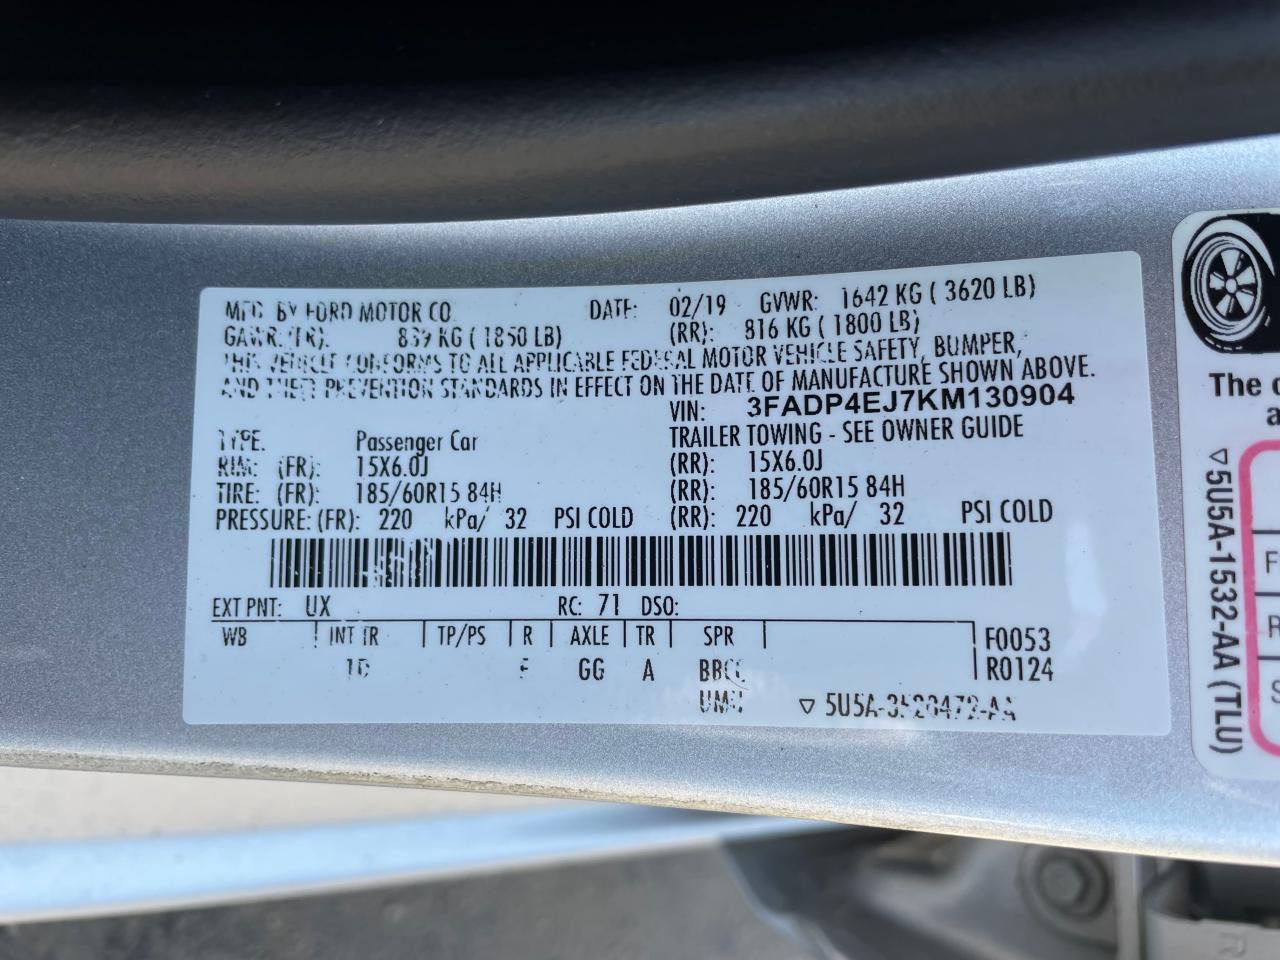 MFD. BY FORD MOTOR CO. DATE: 02/19 GVWR: 1642 KG ( 3620 LB)
GAWR: (FR): 839 KG ( 1850 LB) (RR): 816 KG ( 1800 LB)
THIS VEHICLE CONFORMS TO ALL APPLICABLE FEDERAL MOTOR VEHICLE SAFETY, BUMPER,
AND THEFT PREVENTION STANDARDS IN EFFECT ON THE DATE OF MANUFACTURE SHOWN ABOVE.
VIN: 3FADP4EJ7KM130904
TYPE: Passenger Car TRAILER TOWING - SEE OWNER GUIDE
RIM: (FR): 15X6.0J (RR): 15X6.0J
TIRE: (FR): 185/60R15 84H (RR): 185/60R15 84H
PRESSURE: (FR): 220 kPa/ 32 PSI COLD (RR): 220 kPa/ 32 PSI COLD
EXT PNT: UX RC: 71 DSO:
WB INT TR TP/PS R AXLE TR SPR F0053
GG A R0124
▽ 5U5A-3520472-AA
The
▽5U5A-1532-AA (TLU)
F
R
S